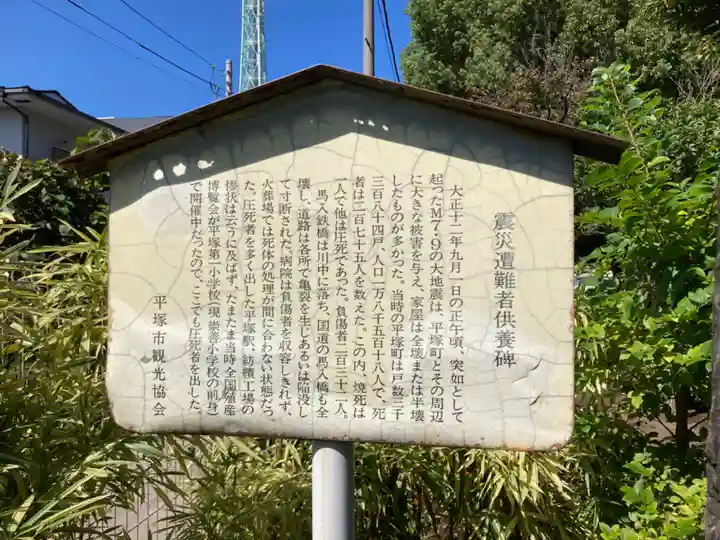 震災遭難者供養碑
大正十二年九月一日の正午頃、突如として
起ったM7・9の大地震は、平塚町とその周辺
に大きな被害を与え、家屋は全壊または半壊
したものが多かった。当時の平塚町は戸数三千
三百八十四戸、人口一万八千五百十八人で、死
者は二百七十五人を数えた。この内、焼死は
一人で他は圧死であった。負傷者二百三十二人。
馬入鉄橋は川中に落ち、国道の馬入橋も全
壊し、道路は各所で亀裂を生じあるいは陥没し
て寸断された。病院は負傷者を収容しきれず、
火葬場では死体の処理が間に合わない状態だっ
た。圧死者を多く出した平塚駅、紡績工場の
惨状は云うに及ばず、たまたま当時全国殖産
博覧会が平塚第一小学校(現 崇善小学校の前身)
で開催中だったので、ここでも圧死者を出した。
平塚市観光協会